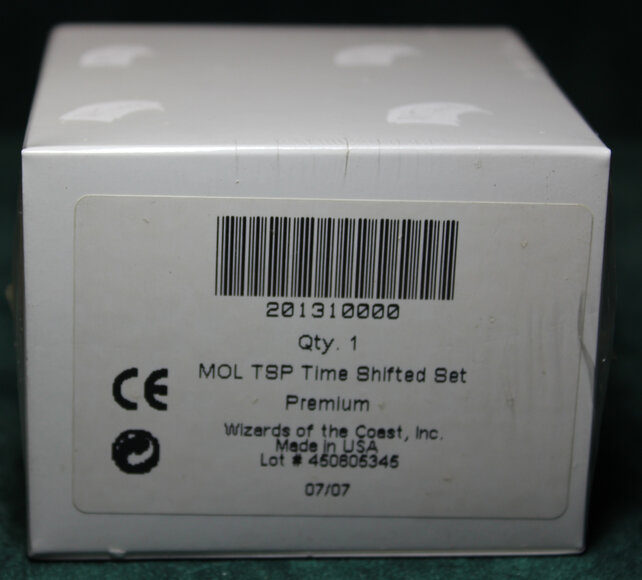 201310000
Qty. 1
MOL TSP Time Shifted Set
Premium
CE
Wizards of the Coast, Inc.
Made in USA
Lot # 450805345
07/07